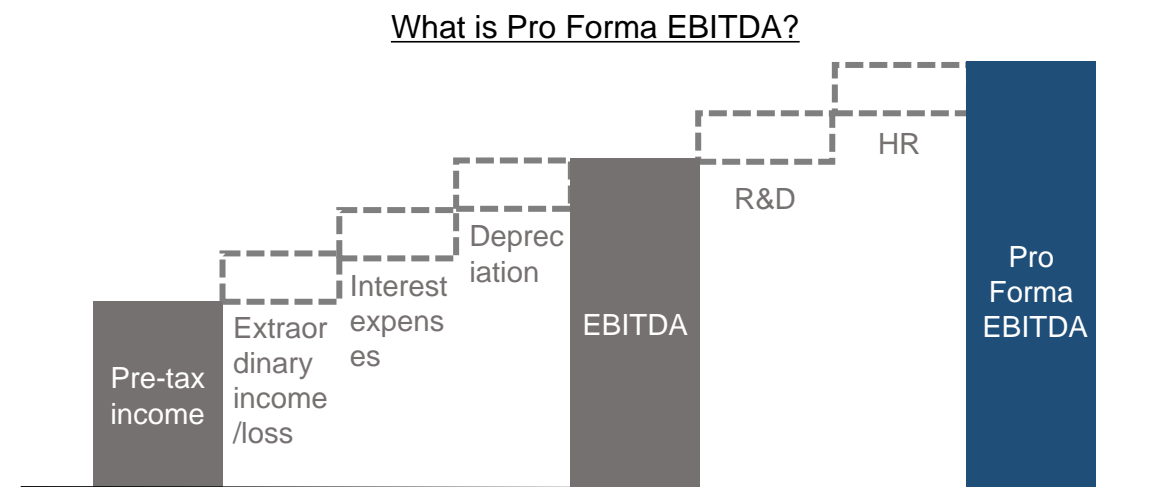 What is Pro Forma EBITDA?
Pre-tax
income
Extraor
dinary
income
/loss
Interest
expens
es
Deprec
iation
EBITDA
R&D
HR
Pro
Forma
EBITDA